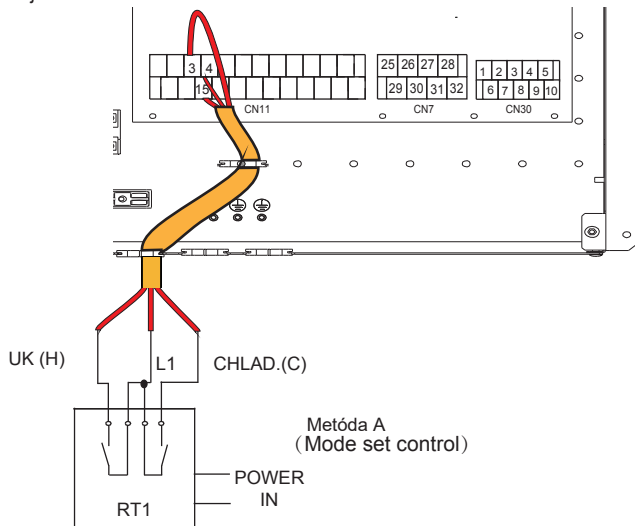 3 4
15
CN11
25 26 27 28
29 30 31 32
CN7
1 2 3 4 5
6 7 8 9 10
CN30
UK (H)
L1
CHLAD.(C)
Metóda A
(Mode set control)
POWER
IN
RT1